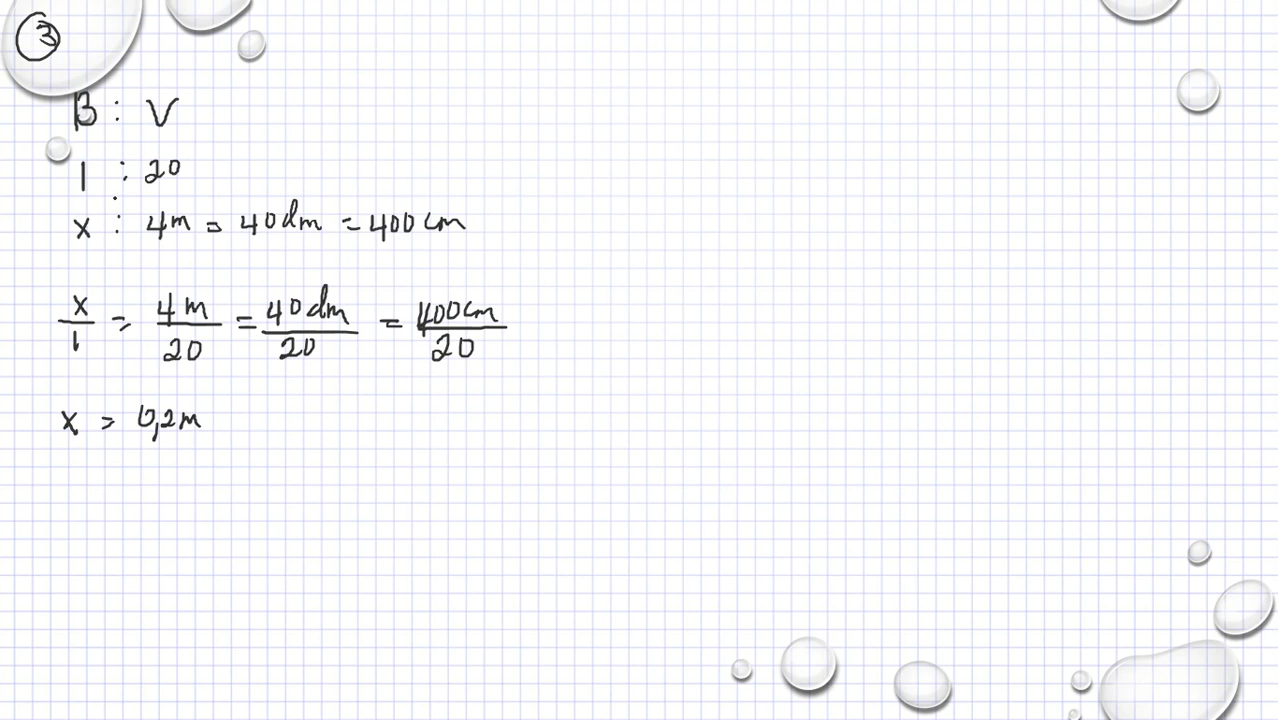 3
B : V
1 : 20
x : 4m = 40dm = 400cm
x/1 = 4m/20 = 40dm/20 = 400cm/20
x = 0,2m